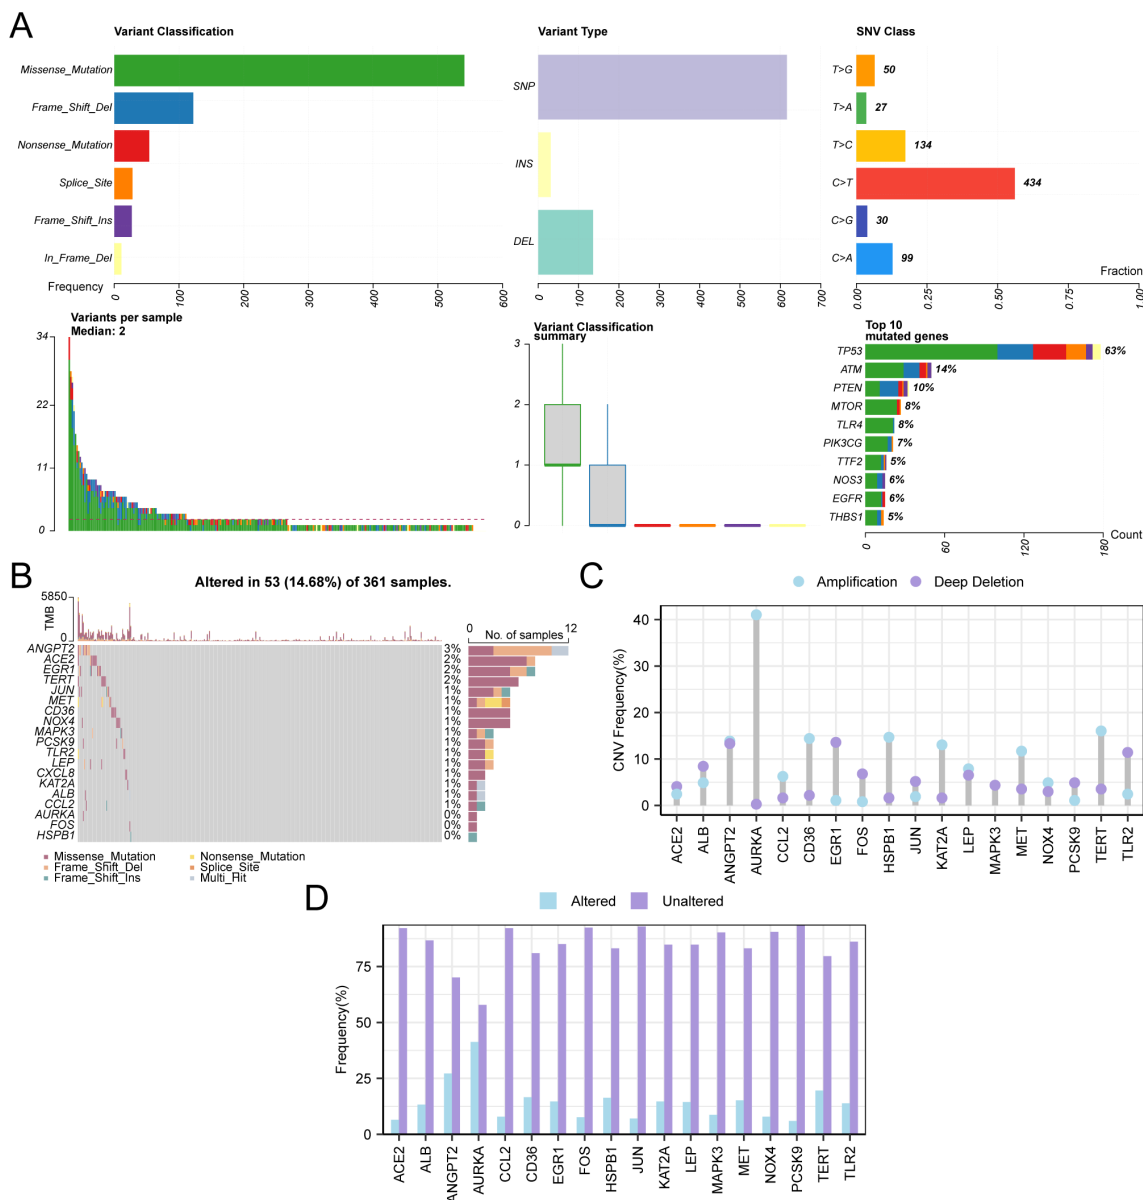 A
Variant Classification
Missense_Mutation
Frame_Shift_Del
Nonsense_Mutation
Splice_Site
Frame_Shift_Ins
In_Frame_Del
Frequency
0 100 200 300 400 500 600
Variant Type
SNP
INS
DEL
0 100 200 300 400 500 600 700
SNV Class
T>G 50
T>A 27
T>C 134
C>T 434
C>G 30
C>A 99
Fraction
0.00 0.25 0.50 0.75 1.00
Variants per sample
Median: 2
34
22
11
0
Variant Classification
summary
3
2
1
0
Top 10
mutated genes
TP53 63%
ATM 14%
PTEN 10%
MTOR 8%
TLR4 8%
PIK3CG 7%
TTF2 5%
NOS3 6%
EGFR 6%
THBS1 5%
Count
0 60 120 180
B
Altered in 53 (14.68%) of 361 samples.
5850
TMB
0
0 12
No. of samples
ANGPT2 3%
ACE2 2%
EGR1 2%
TERT 2%
JUN 1%
MET 1%
CD36 1%
NOX4 1%
MAPK3 1%
PCSK9 1%
TLR2 1%
LEP 1%
CXCL8 1%
KAT2A 1%
ALB 1%
CCL2 1%
AURKA 0%
FOS 0%
HSPB1 0%
Missense_Mutation Nonsense_Mutation
Frame_Shift_Del Splice_Site
Frame_Shift_Ins Multi_Hit
C
Amplification Deep Deletion
CNV Frequency(%)
40
30
20
10
0
ACE2 ALB ANGPT2 AURKA CCL2 CD36 EGR1 FOS HSPB1 JUN KAT2A LEP MAPK3 MET NOX4 PCSK9 TERT TLR2
D
Altered Unaltered
Frequency(%)
75
50
25
0
ACE2 ALB ANGPT2 AURKA CCL2 CD36 EGR1 FOS HSPB1 JUN KAT2A LEP MAPK3 MET NOX4 PCSK9 TERT TLR2